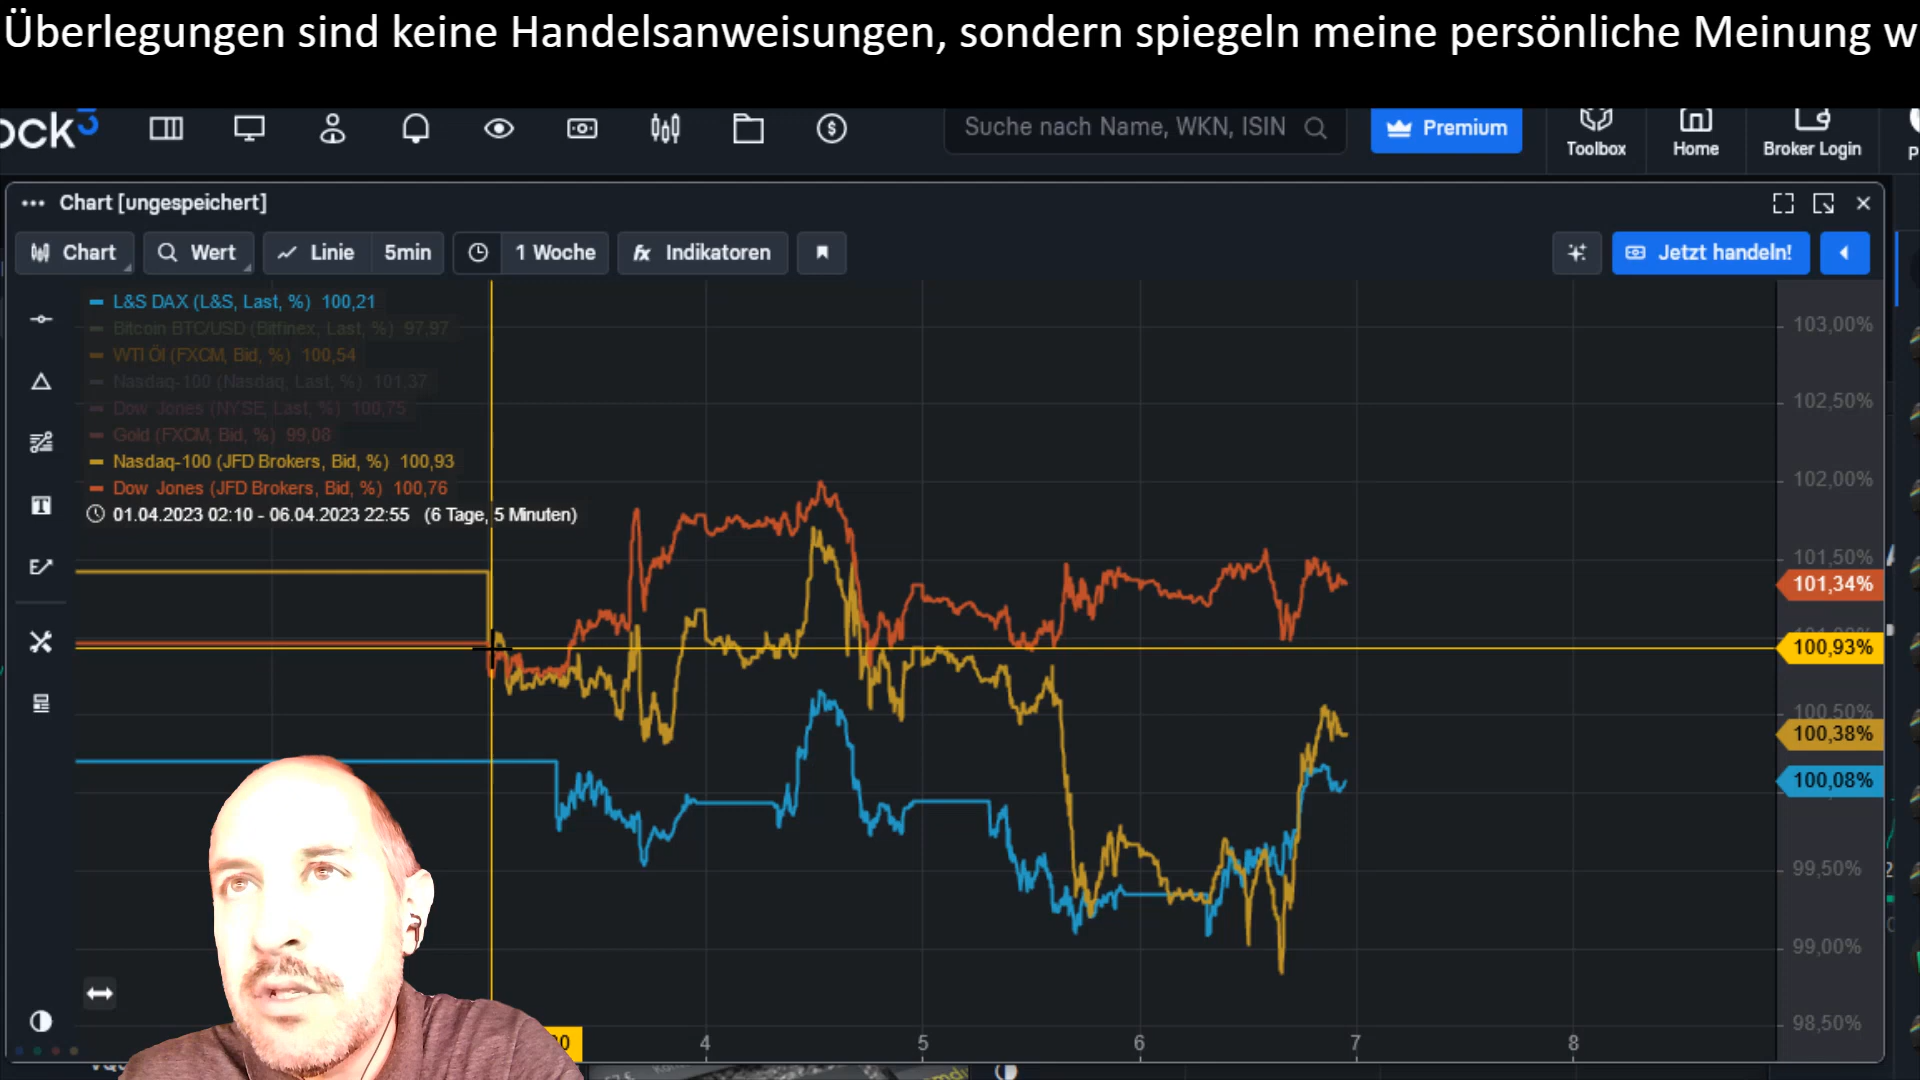 Überlegungen sind keine Handelsanweisungen, sondern spiegeln meine persönliche Meinung w
ock3
Suche nach Name, WKN, ISIN
Premium
Toolbox
Home
Broker Login
P
Chart [ungespeichert]
Chart
Wert
Linie
5min
1 Woche
fx Indikatoren
Jetzt handeln!
L&S DAX (L&S, Last, %) 100,21
Bitcoin BTC/USD (Bitfinex, Last, %) 97,97
WTI Öl (FXCM, Bid, %) 100,54
Nasdaq-100 (Nasdaq, Last, %) 101,37
Dow Jones (NYSE, Last, %) 100,75
Gold (FXCM, Bid, %) 99,08
Nasdaq-100 (JFD Brokers, Bid, %) 100,93
Dow Jones (JFD Brokers, Bid, %) 100,76
01.04.2023 02:10 - 06.04.2023 22:55 (6 Tage, 5 Minuten)
103,00%
102,50%
102,00%
101,50%
101,34%
100,93%
100,50%
100,38%
100,08%
99,50%
99,00%
98,50%
4
5
6
7
8